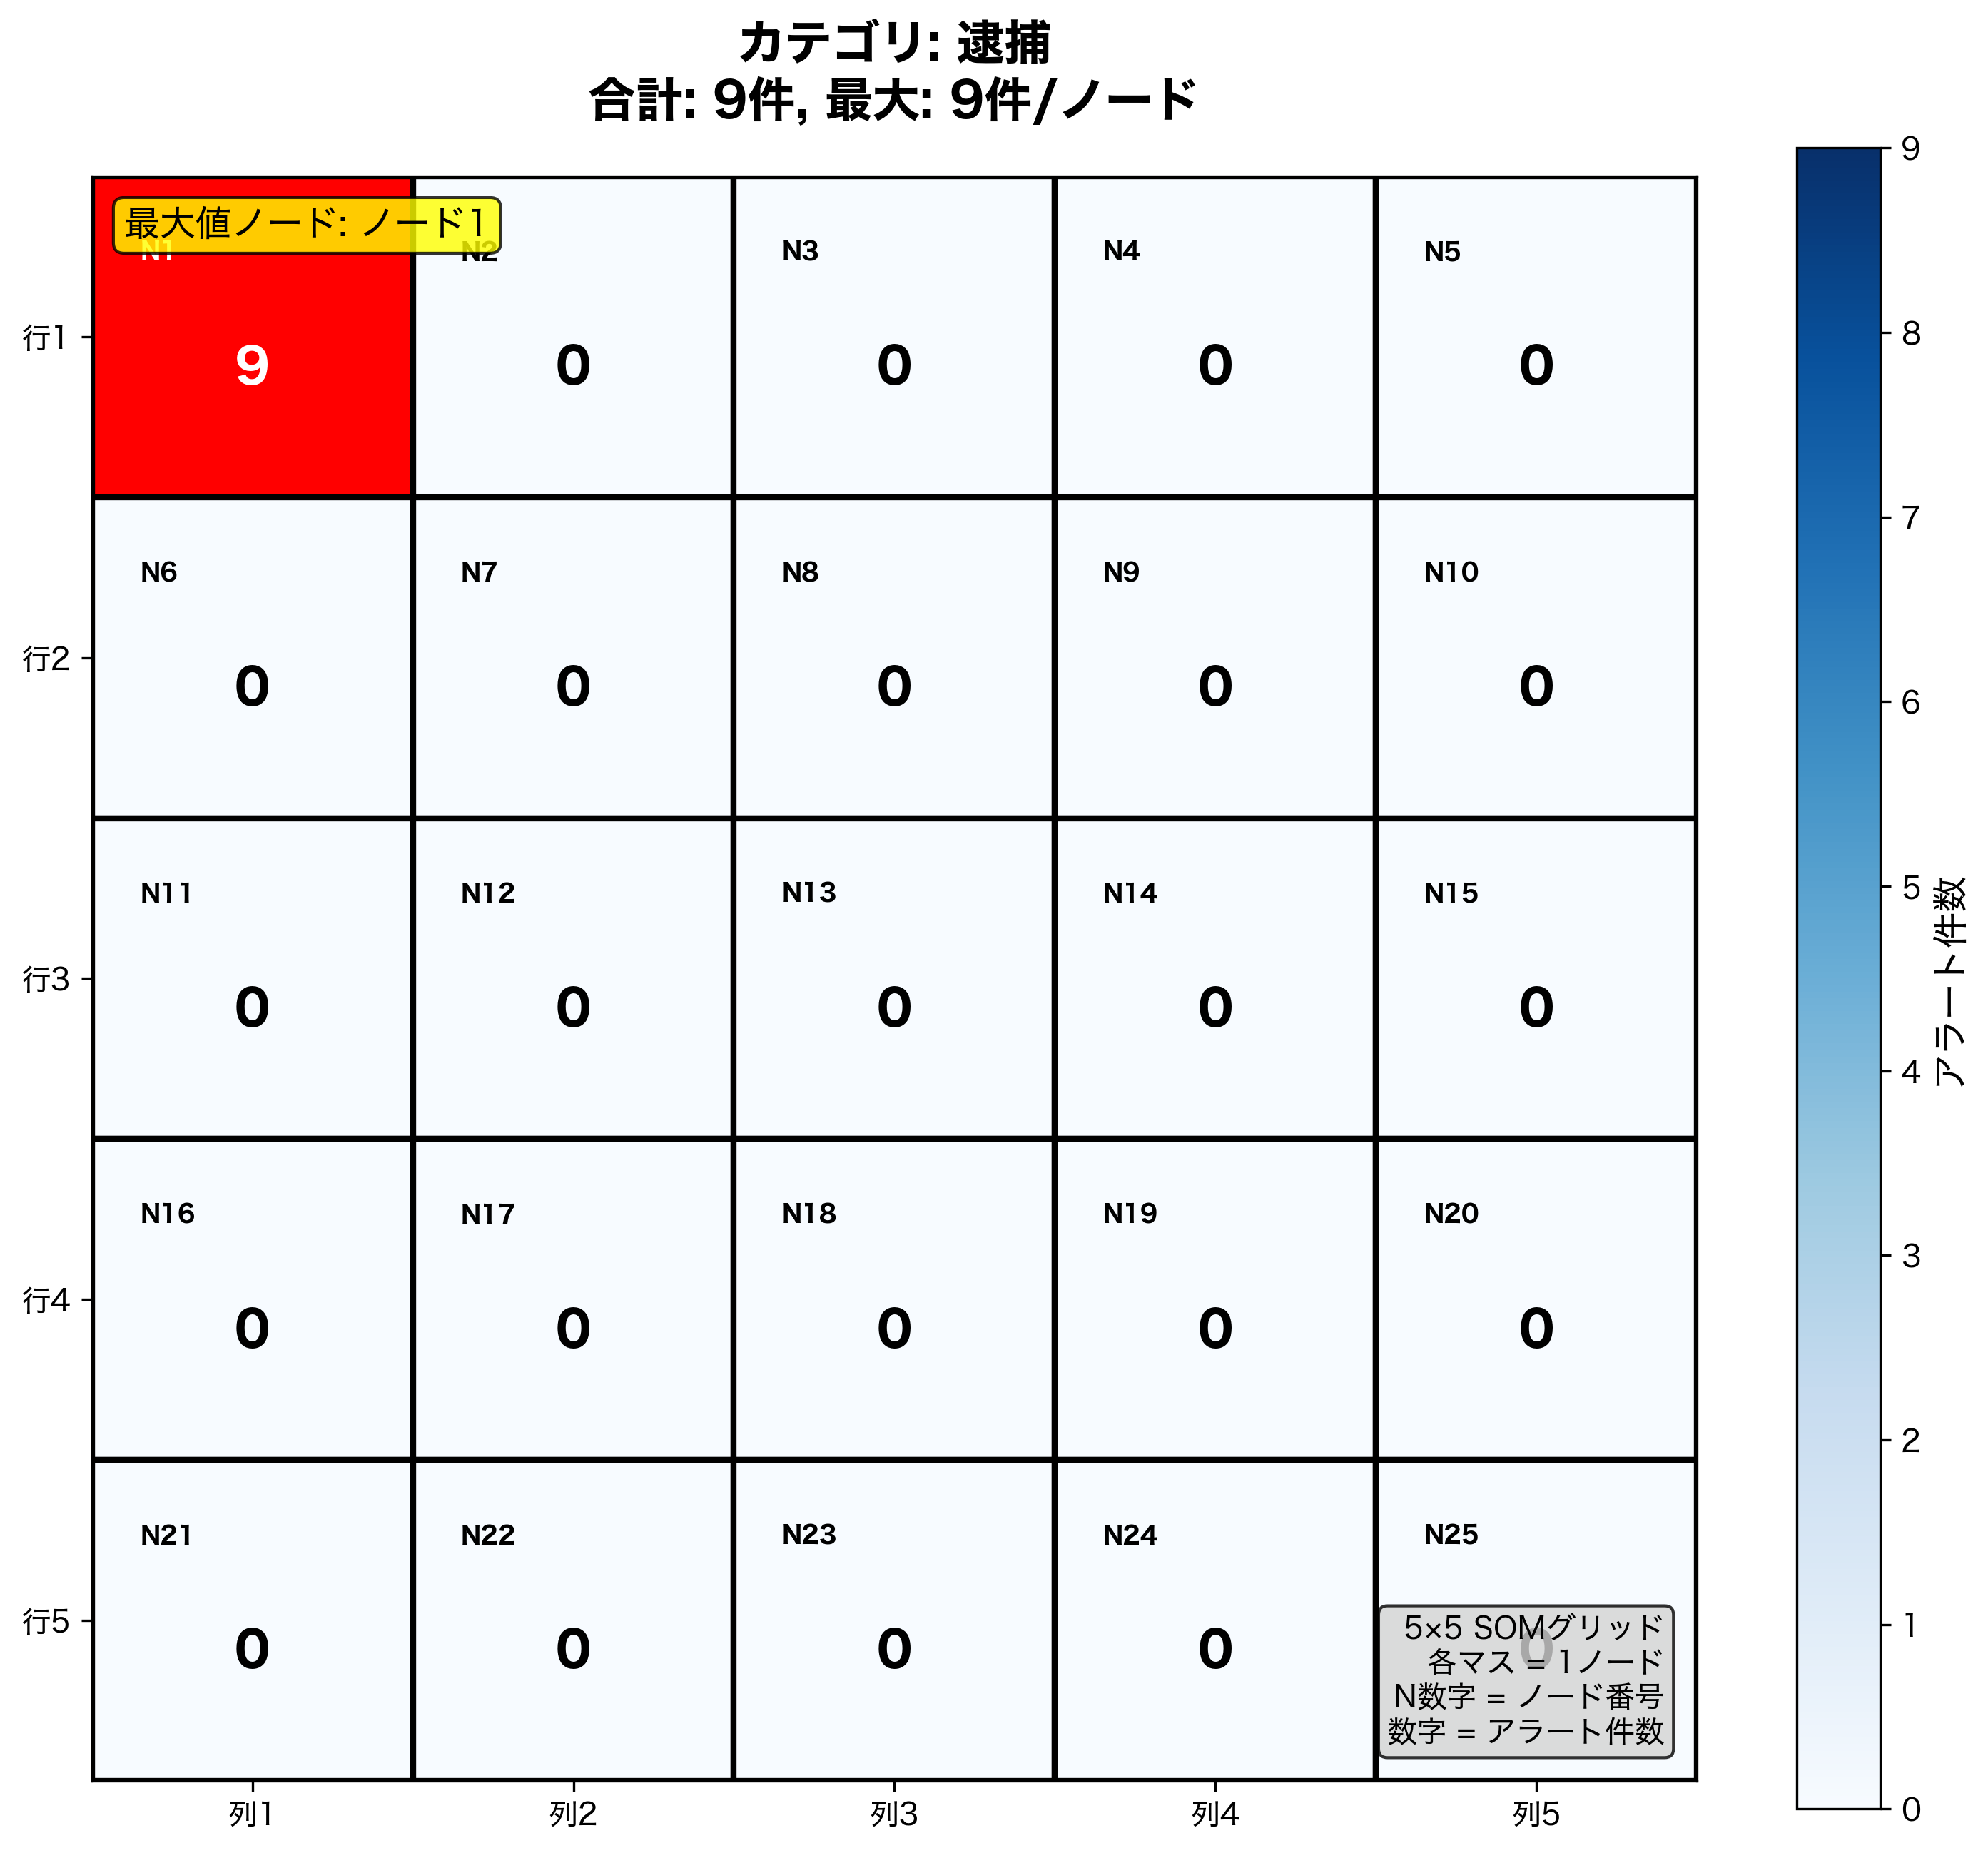 カテゴリ: 逮捕
合計: 9件, 最大: 9件/ノード
最大値ノード: ノード1
N1
N2
N3
N4
N5
行1
9
0
0
0
0
N6
N7
N8
N9
N10
行2
0
0
0
0
0
N11
N12
N13
N14
N15
行3
0
0
0
0
0
N16
N17
N18
N19
N20
行4
0
0
0
0
0
N21
N22
N23
N24
N25
行5
0
0
0
0
0
5×5 SOMグリッド
各マス = 1ノード
N数字 = ノード番号
数字 = アラート件数
列1
列2
列3
列4
列5
9
8
7
6
5
4
3
2
1
0
アラート件数